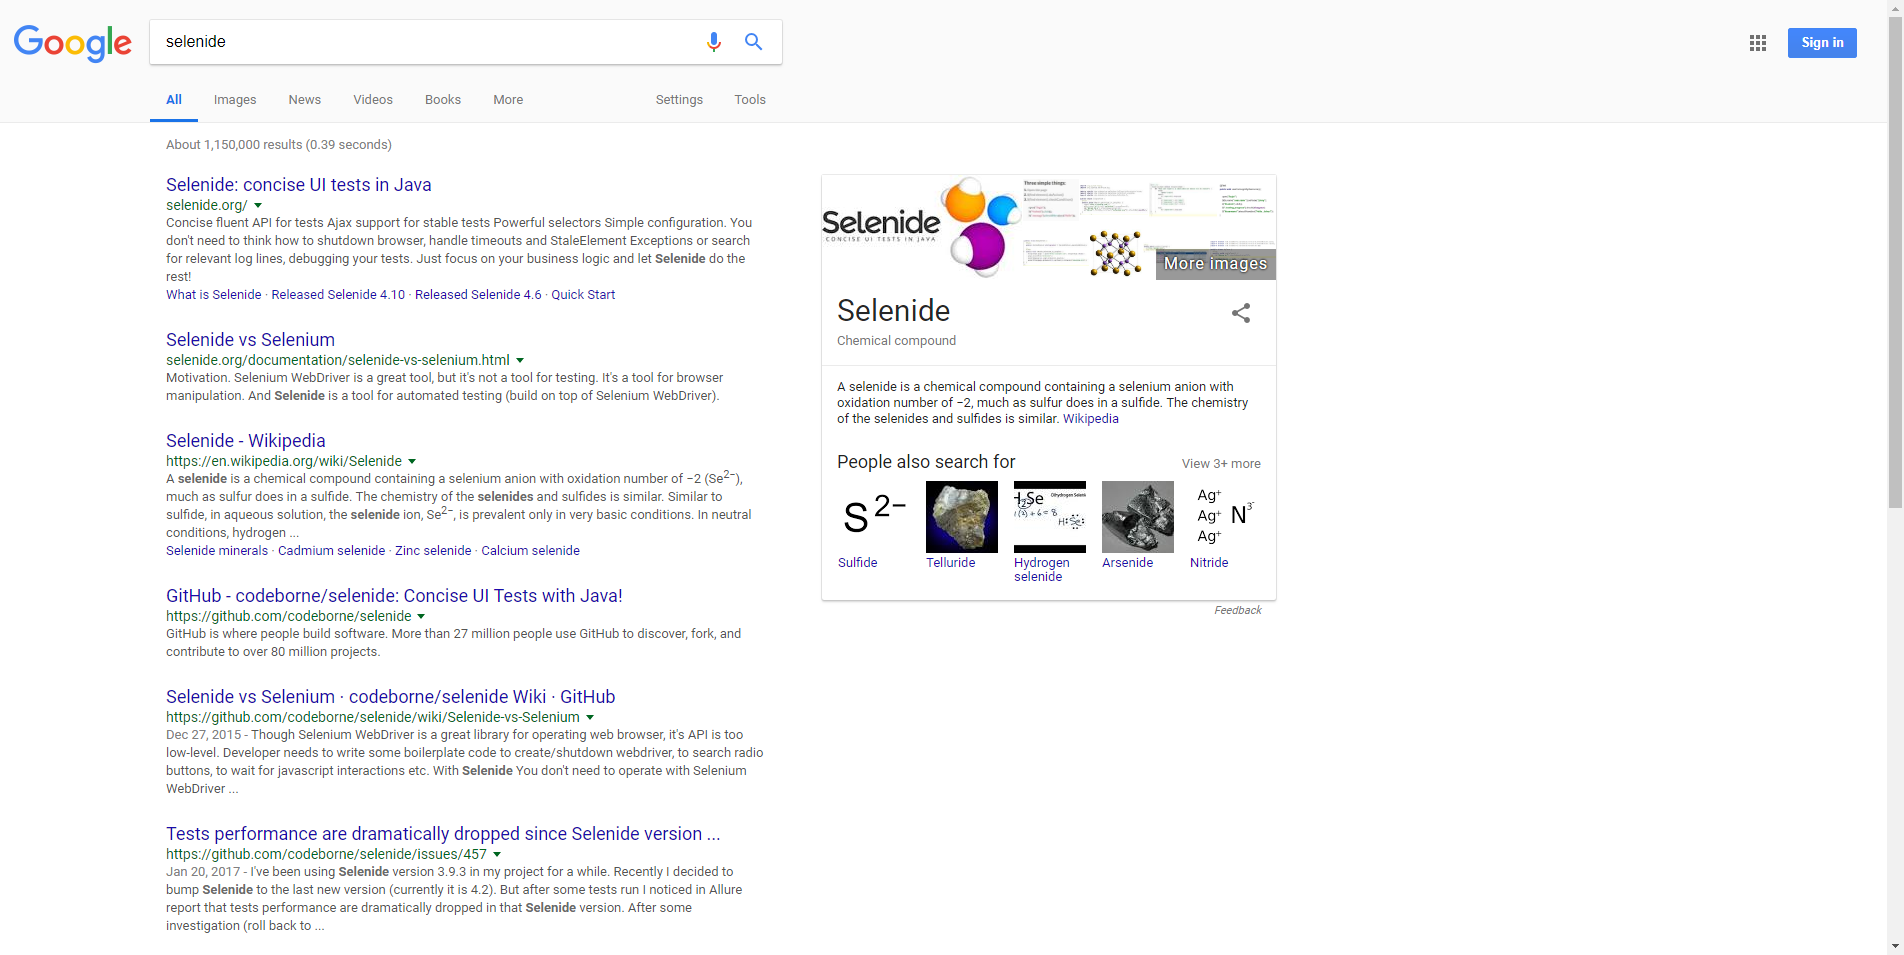 Google
selenide
Sign in
All Images News Videos Books More Settings Tools
About 1,150,000 results (0.39 seconds)
Selenide: concise UI tests in Java
selenide.org/
Concise fluent API for tests Ajax support for stable tests Powerful selectors Simple configuration. You
don't need to think how to shutdown browser, handle timeouts and StaleElement Exceptions or search
for relevant log lines, debugging your tests. Just focus on your business logic and let Selenide do the
rest!
What is Selenide · Released Selenide 4.10 · Released Selenide 4.6 · Quick Start
Selenide vs Selenium
selenide.org/documentation/selenide-vs-selenium.html
Motivation. Selenium WebDriver is a great tool, but it's not a tool for testing. It's a tool for browser
manipulation. And Selenide is a tool for automated testing (build on top of Selenium WebDriver).
Selenide - Wikipedia
https://en.wikipedia.org/wiki/Selenide
A selenide is a chemical compound containing a selenium anion with oxidation number of −2 (Se2−),
much as sulfur does in a sulfide. The chemistry of the selenides and sulfides is similar. Similar to
sulfide, in aqueous solution, the selenide ion, Se2−, is prevalent only in very basic conditions. In neutral
conditions, hydrogen ...
Selenide minerals · Cadmium selenide · Zinc selenide · Calcium selenide
GitHub - codeborne/selenide: Concise UI Tests with Java!
https://github.com/codeborne/selenide
GitHub is where people build software. More than 27 million people use GitHub to discover, fork, and
contribute to over 80 million projects.
Selenide vs Selenium · codeborne/selenide Wiki · GitHub
https://github.com/codeborne/selenide/wiki/Selenide-vs-Selenium
Dec 27, 2015 - Though Selenium WebDriver is a great library for operating web browser, it's API is too
low-level. Developer needs to write some boilerplate code to create/shutdown webdriver, to search radio
buttons, to wait for javascript interactions etc. With Selenide You don't need to operate with Selenium
WebDriver ...
Tests performance are dramatically dropped since Selenide version ...
https://github.com/codeborne/selenide/issues/457
Jan 20, 2017 - I've been using Selenide version 3.9.3 in my project for a while. Recently I decided to
bump Selenide to the last new version (currently it is 4.2). But after some tests run I noticed in Allure
report that tests performance are dramatically dropped in that Selenide version. After some
investigation (roll back to ...
Selenide
CONCISE UI TESTS IN JAVA
Three simple things:
More images
Selenide
Chemical compound
A selenide is a chemical compound containing a selenium anion with
oxidation number of −2, much as sulfur does in a sulfide. The chemistry
of the selenides and sulfides is similar. Wikipedia
People also search for View 3+ more
S2−
Sulfide
Telluride
Dihydrogen
Hydrogen
selenide
Arsenide
Ag+
Ag+ N3-
Ag+
Nitride
Feedback